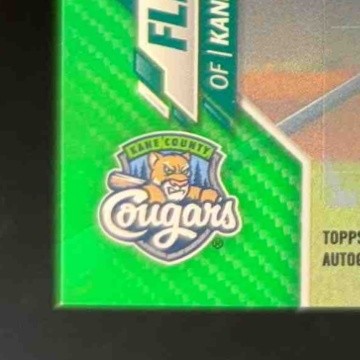 FL
OF | KAN
KANE COUNTY
Cougars
®
TOPPS
AUTOG